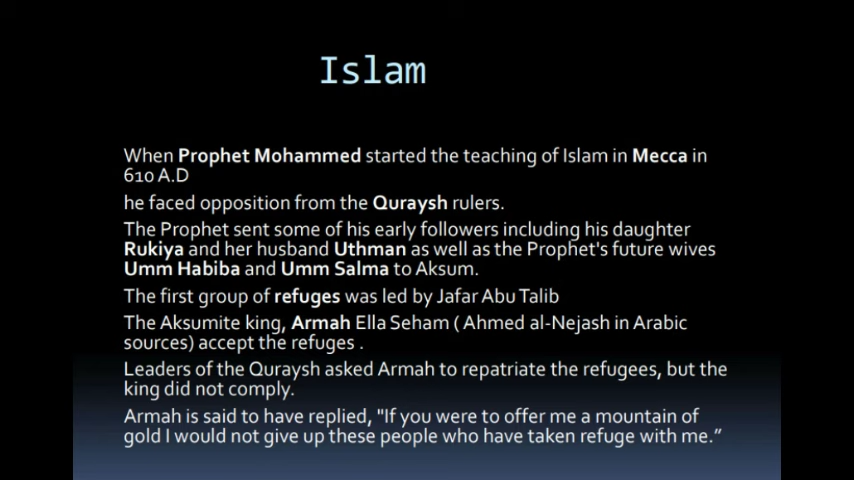 Islam
When Prophet Mohammed started the teaching of Islam in Mecca in
610 A.D
he faced opposition from the Quraysh rulers.
The Prophet sent some of his early followers including his daughter
Rukiya and her husband Uthman as well as the Prophet's future wives
Umm Habiba and Umm Salma to Aksum.
The first group of refuges was led by Jafar Abu Talib
The Aksumite king, Armah Ella Seham ( Ahmed al-Nejash in Arabic
sources) accept the refuges .
Leaders of the Quraysh asked Armah to repatriate the refugees, but the
king did not comply.
Armah is said to have replied, "If you were to offer me a mountain of
gold I would not give up these people who have taken refuge with me.”